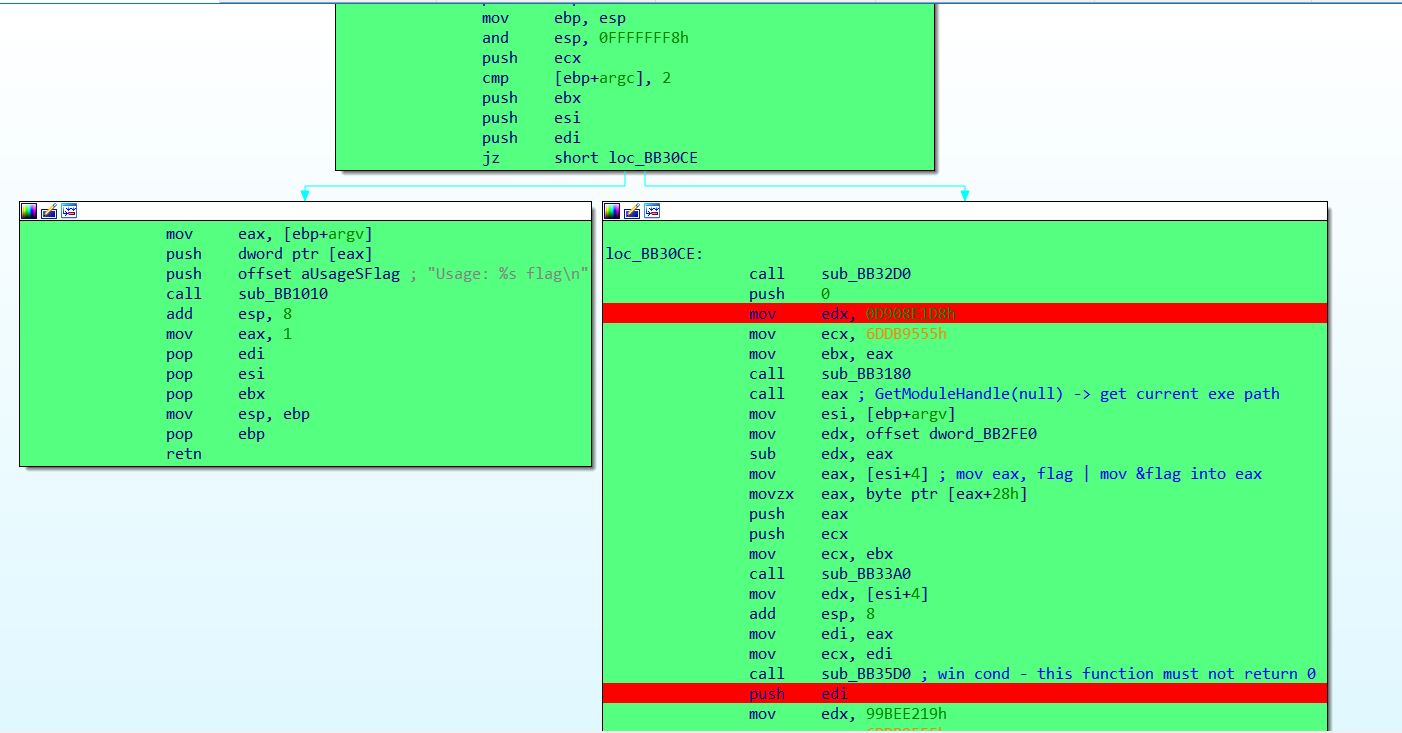 mov ebp, esp
and esp, 0FFFFFFF8h
push ecx
cmp [ebp+argc], 2
push ebx
push esi
push edi
jz short loc_BB30CE
mov eax, [ebp+argv]
push dword ptr [eax]
push offset aUsageSFlag ; "Usage: %s flag\n"
call sub_BB1010
add esp, 8
mov eax, 1
pop edi
pop esi
pop ebx
mov esp, ebp
pop ebp
retn
loc_BB30CE:
call sub_BB32D0
push 0
mov edx, 0D908E1D8h
mov ecx, 6DDB9555h
mov ebx, eax
call sub_BB3180
call eax ; GetModuleHandle(null) -> get current exe path
mov esi, [ebp+argv]
mov edx, offset dword_BB2FE0
sub edx, eax
mov eax, [esi+4] ; mov eax, flag | mov &flag into eax
movzx eax, byte ptr [eax+28h]
push eax
push ecx
mov ecx, ebx
call sub_BB33A0
mov edx, [esi+4]
add esp, 8
mov edi, eax
mov ecx, edi
call sub_BB35D0 ; win cond - this function must not return 0
push edi
mov edx, 99BEE219h